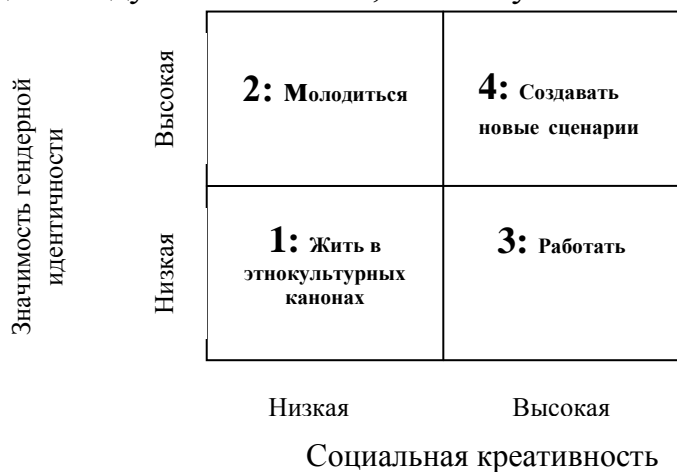 Значимость гендерной
идентичности
Высокая
Низкая
2: Молодиться
4: Создавать
новые сценарии
1: Жить в
этнокультурных
канонах
3: Работать
Низкая
Высокая
Социальная креативность